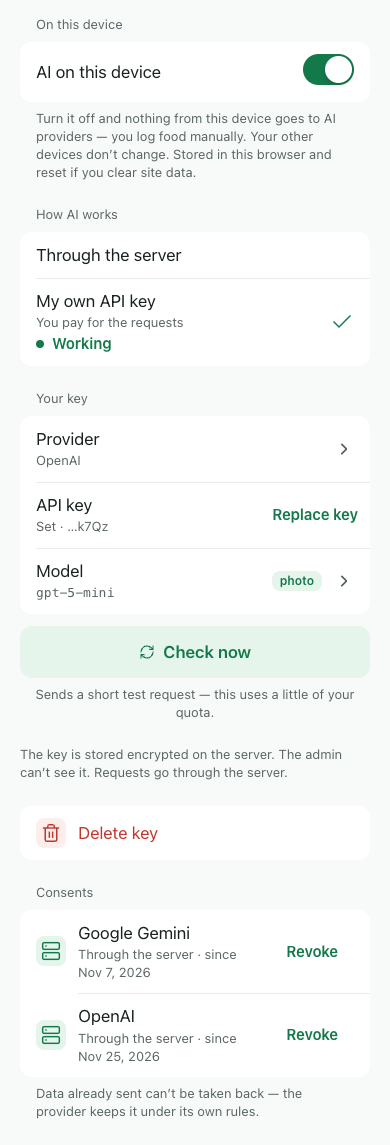 On this device
AI on this device
Turn it off and nothing from this device goes to AI
providers — you log food manually. Your other
devices don’t change. Stored in this browser and
reset if you clear site data.
How AI works
Through the server
My own API key
You pay for the requests
Working
Your key
Provider
OpenAI
API key
Set · …k7Qz
Replace key
Model
gpt-5-mini
photo
Check now
Sends a short test request — this uses a little of your
quota.
The key is stored encrypted on the server. The admin
can’t see it. Requests go through the server.
Delete key
Consents
Google Gemini
Through the server · since
Nov 7, 2026
Revoke
OpenAI
Through the server · since
Nov 25, 2026
Revoke
Data already sent can’t be taken back — the
provider keeps it under its own rules.